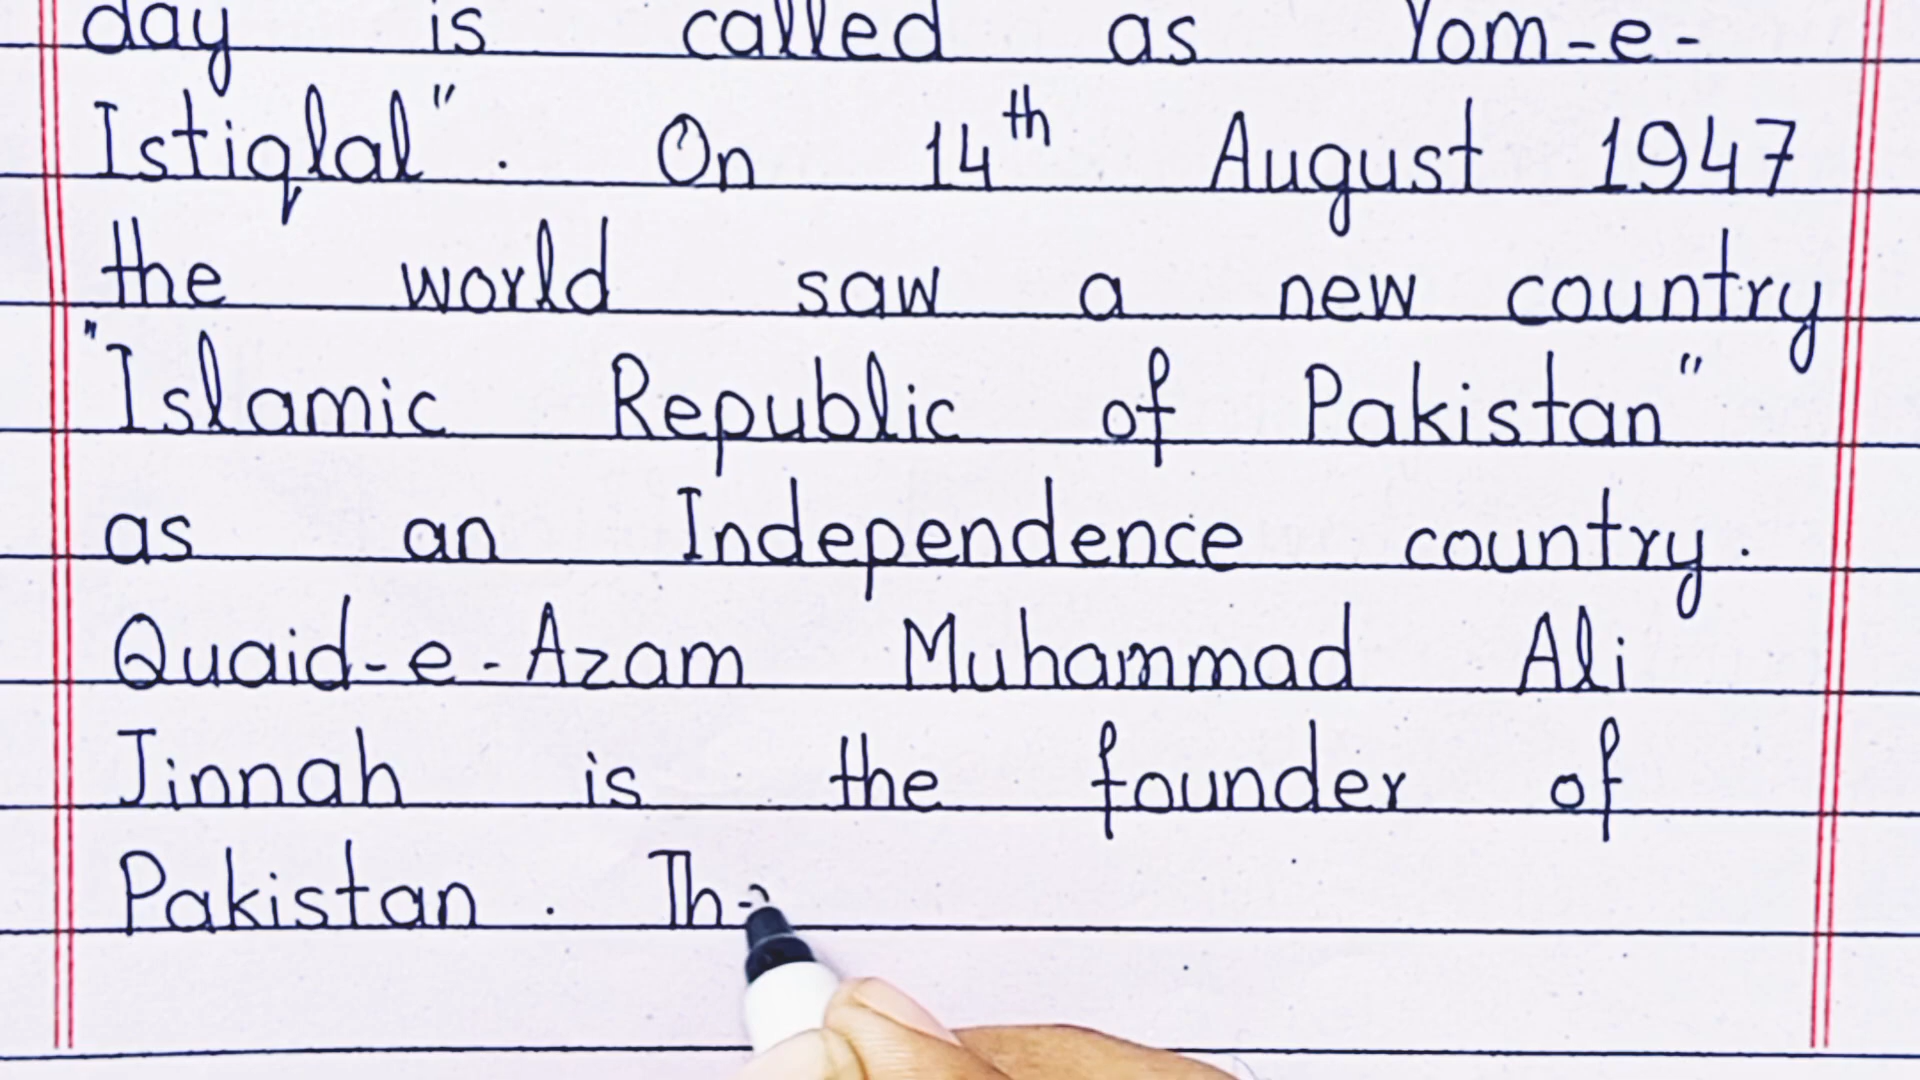 day is called as Yom-e-
Istiqlal". On 14th August 1947
the world saw a new country
"Islamic Republic of Pakistan"
as an Independence country.
Quaid-e-Azam Muhammad Ali
Jinnah is the founder of
Pakistan.